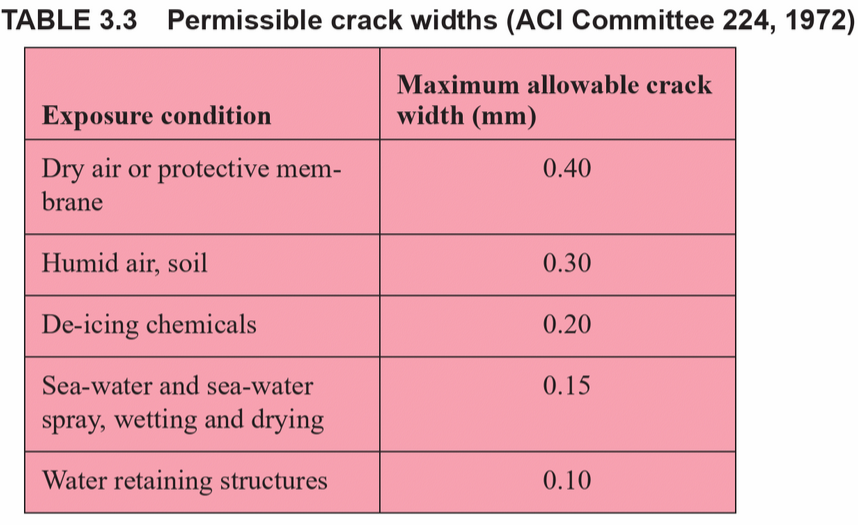 TABLE 3.3 Permissible crack widths (ACI Committee 224, 1972)
Exposure condition
Maximum allowable crack
width (mm)
Dry air or protective mem-
brane
0.40
Humid air, soil
0.30
De-icing chemicals
0.20
Sea-water and sea-water
spray, wetting and drying
0.15
Water retaining structures
0.10